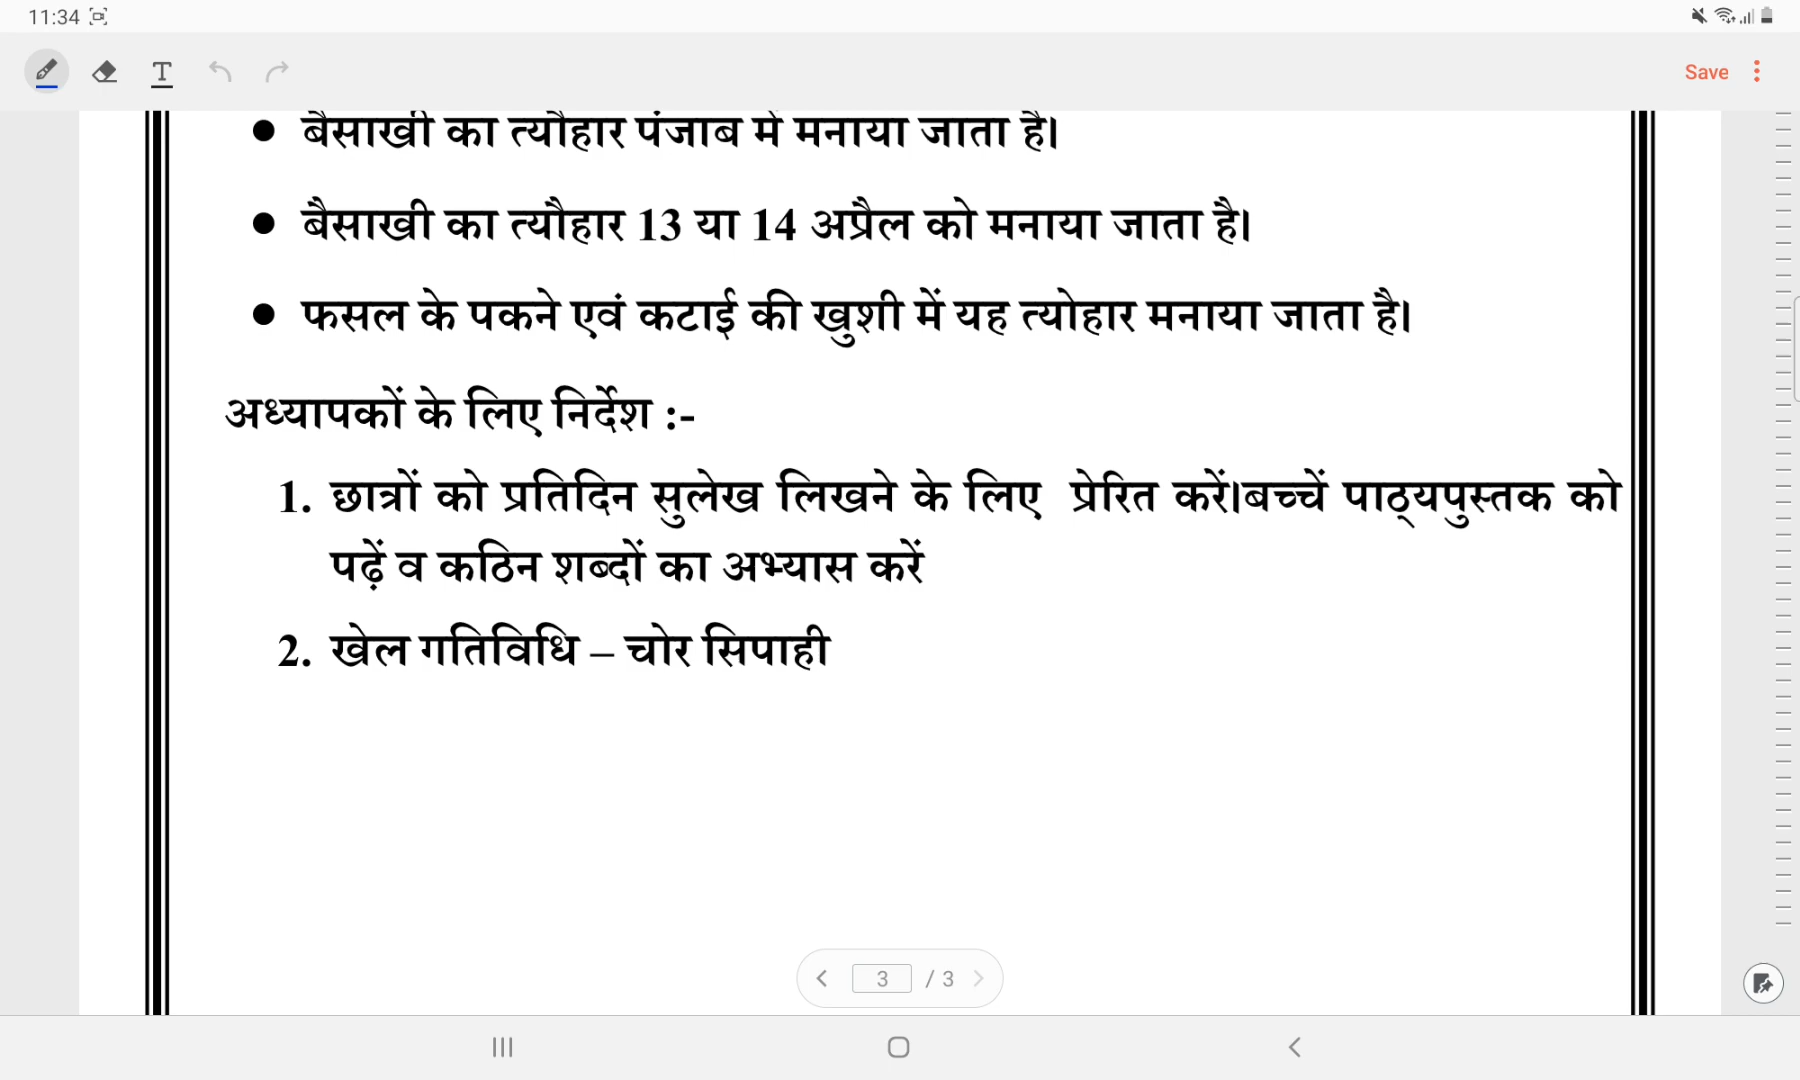 11:34
Save
● बैसाखी का त्यौहार पंजाब में मनाया जाता है।
● बैसाखी का त्यौहार 13 या 14 अप्रैल को मनाया जाता है।
● फसल के पकने एवं कटाई की खुशी में यह त्योहार मनाया जाता है।
अध्यापकों के लिए निर्देश :-
1. छात्रों को प्रतिदिन सुलेख लिखने के लिए प्रेरित करें।बच्चें पाठ्यपुस्तक को
पढ़ें व कठिन शब्दों का अभ्यास करें
2. खेल गतिविधि – चोर सिपाही
3 / 3